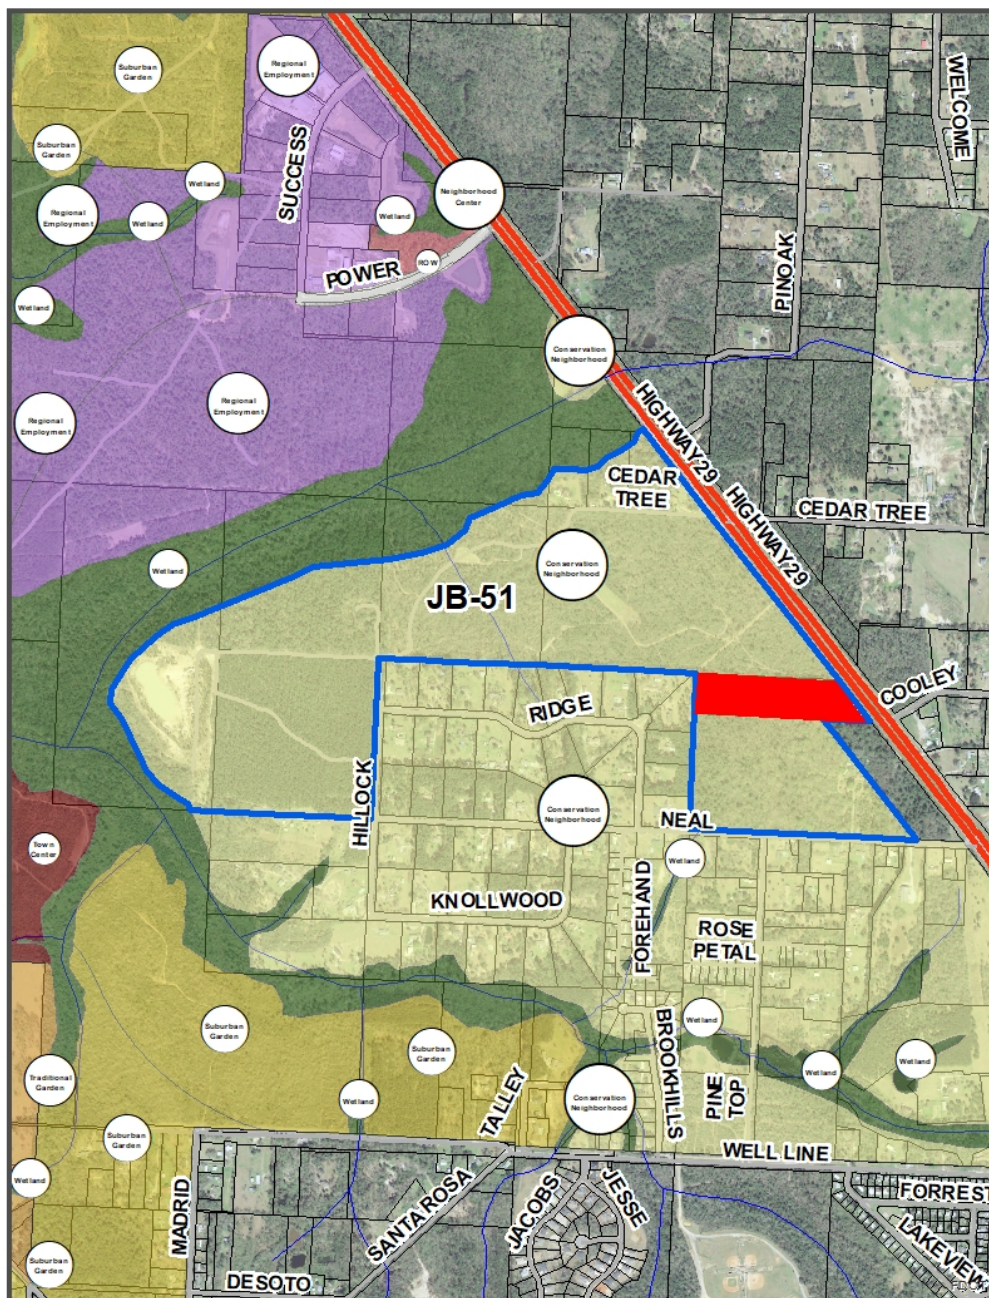 Suburban
Garden
Regional
Employment
WELCOME
SUCCESS
Suburban
Garden
Wetland
Neighborhood
Center
Regional
Employment
Wetland
Wetland
PINOAK
POWER
ROW
Wetland
Conservation
Neighborhood
Regional
Employment
Regional
Employment
HIGHWAY 29
CEDAR
TREE
HIGHWAY 29
CEDAR TREE
Wetland
Conservation
Neighborhood
JB-51
COOLEY
RIDGE
HILLOCK
Conservation
Neighborhood
NEAL
Town
Center
Wetland
KNOLLWOOD
FOREHAND
ROSE
PETAL
Suburban
Garden
Wetland
BROOKHILLS
Suburban
Garden
Wetland
Wetland
Traditional
Garden
TALLEY
Wetland
Conservation
Neighborhood
PINE
TOP
Suburban
Garden
WELL LINE
Wetland
MADRID
SANTA ROSA
JACOBS
JESSE
FORREST
LAKEVIEW
Suburban
Garden
DESOTO